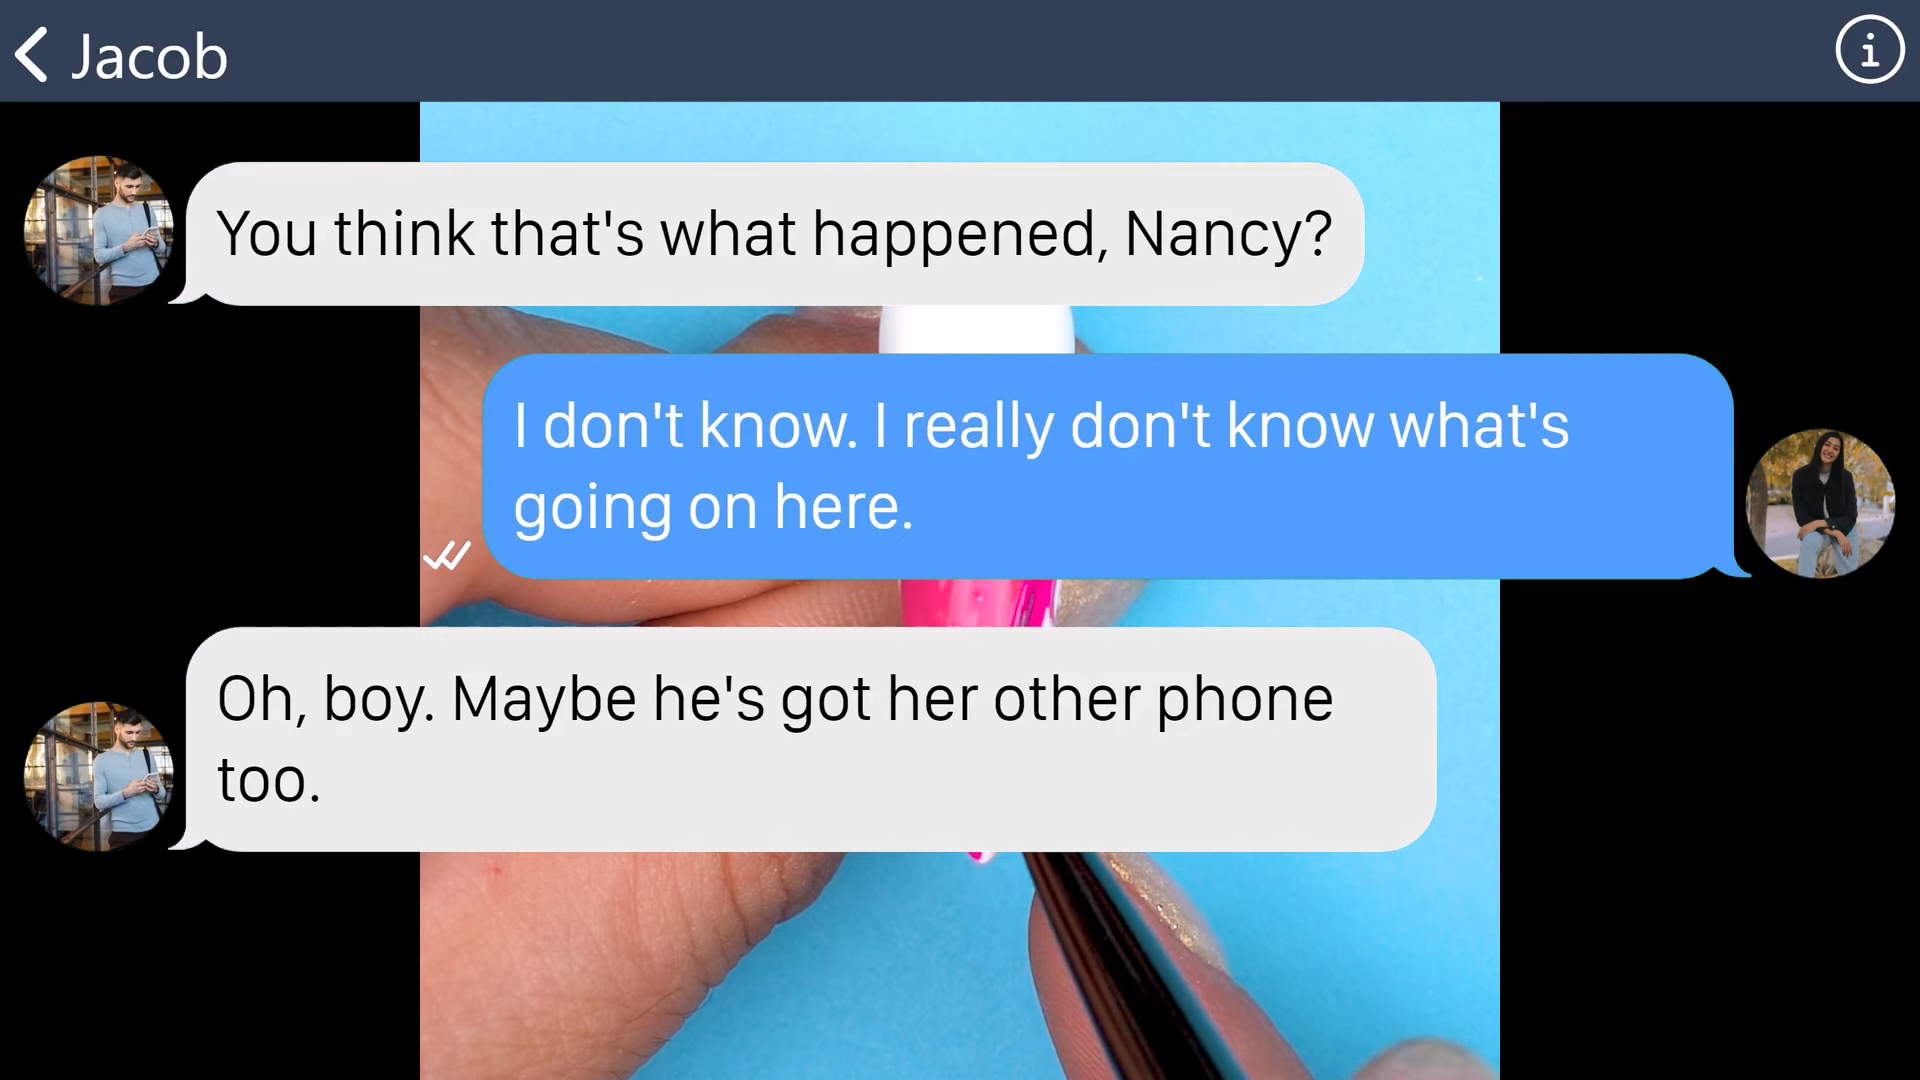 Jacob
You think that's what happened, Nancy?
I don't know. I really don't know what's
going on here.
Oh, boy. Maybe he's got her other phone
too.